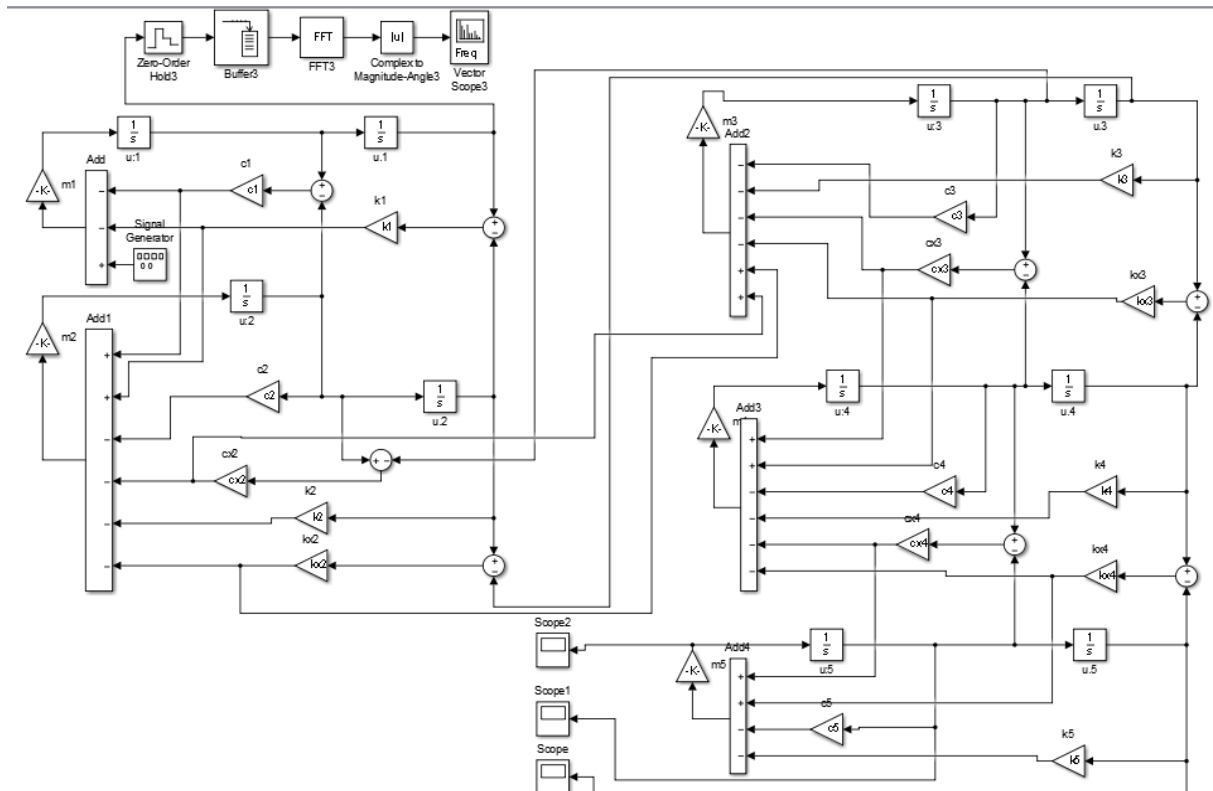 FFT
|u|
Freq
Zero-Order
Hold3
Buffer3
FFT3
Complex to
Magnitude-Angle3
Vector
Scope3
1
s
u:1
1
s
u.1
-K-
m1
Add
−
−
+
c1
c1
+
−
k1
k1
+
−
Signal
Generator
1
s
u:2
-K-
m2
Add1
+
+
−
−
−
−
c2
c2
1
s
u.2
+ −
cx2
cx2
k2
k2
kx2
kx2
+
−
-K-
m3
Add2
−
−
−
−
+
+
1
s
u:3
1
s
u.3
k3
k3
c3
c3
cx3
cx3
+
−
kx3
kx3
+
−
1
s
u:4
1
s
u.4
-K-
Add3
+
+
−
−
−
−
c4
c4
k4
k4
cx4
cx4
+
−
kx4
kx4
+
−
Scope2
1
s
u:5
1
s
u.5
-K-
m5
Add4
+
+
−
−
Scope1
c5
c5
k5
k5
Scope